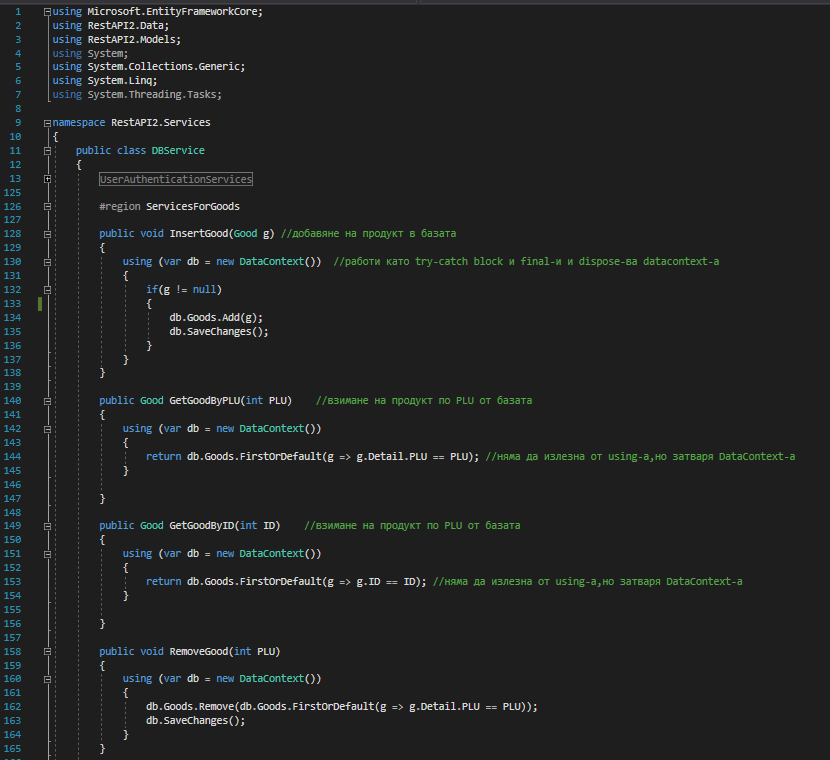 1 using Microsoft.EntityFrameworkCore;
2 using RestAPI2.Data;
3 using RestAPI2.Models;
4 using System;
5 using System.Collections.Generic;
6 using System.Linq;
7 using System.Threading.Tasks;
8
9 namespace RestAPI2.Services
10 {
11 public class DBService
12 {
13 UserAuthenticationServices
125
126 #region ServicesForGoods
127
128 public void InsertGood(Good g) //добавяне на продукт в базата
129 {
130 using (var db = new DataContext()) //работи като try-catch block и final-и и dispose-ва datacontext-а
131 {
132 if(g != null)
133 {
134 db.Goods.Add(g);
135 db.SaveChanges();
136 }
137 }
138 }
139
140 public Good GetGoodByPLU(int PLU) //взимане на продукт по PLU от базата
141 {
142 using (var db = new DataContext())
143 {
144 return db.Goods.FirstOrDefault(g => g.Detail.PLU == PLU); //няма да излезна от using-а,но затваря DataContext-а
145 }
146
147 }
148
149 public Good GetGoodByID(int ID) //взимане на продукт по PLU от базата
150 {
151 using (var db = new DataContext())
152 {
153 return db.Goods.FirstOrDefault(g => g.ID == ID); //няма да излезна от using-а,но затваря DataContext-а
154 }
155
156 }
157
158 public void RemoveGood(int PLU)
159 {
160 using (var db = new DataContext())
161 {
162 db.Goods.Remove(db.Goods.FirstOrDefault(g => g.Detail.PLU == PLU));
163 db.SaveChanges();
164 }
165 }